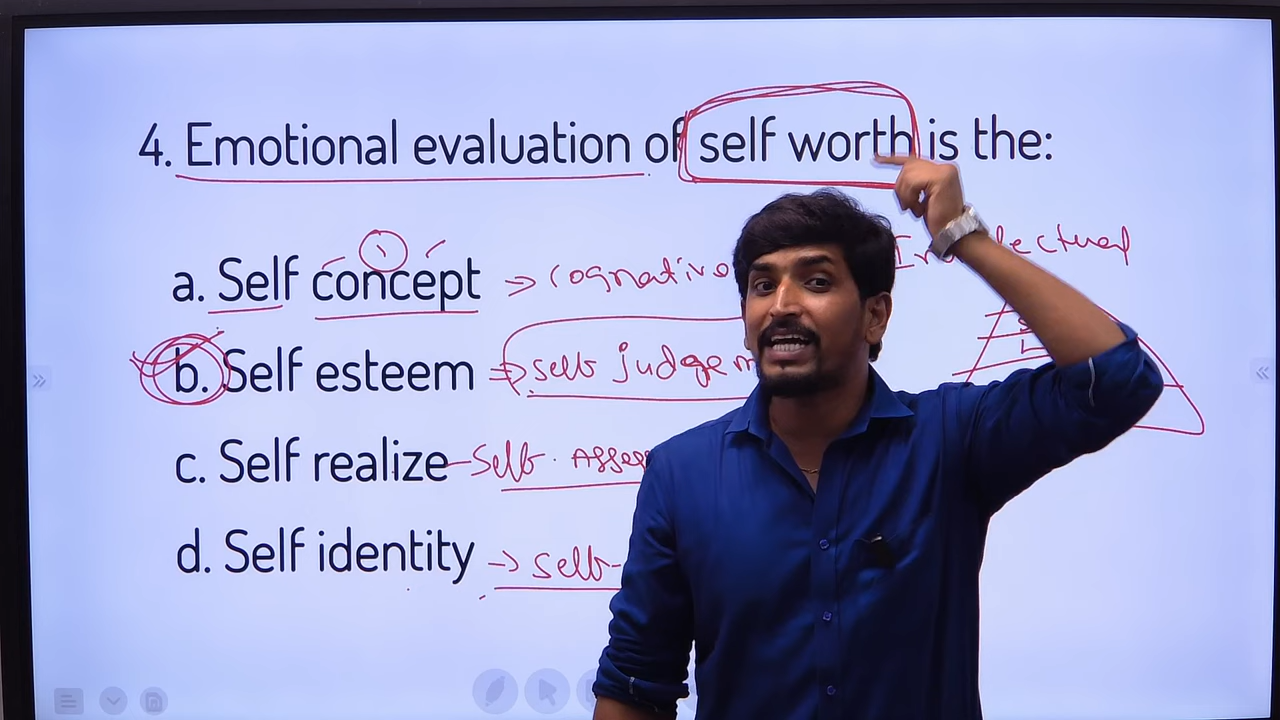 4. Emotional evaluation of self worth is the:
a. Self concept → cognative
b. Self esteem → self judgem
c. Self realize - Self. Assess
d. Self identity → self-